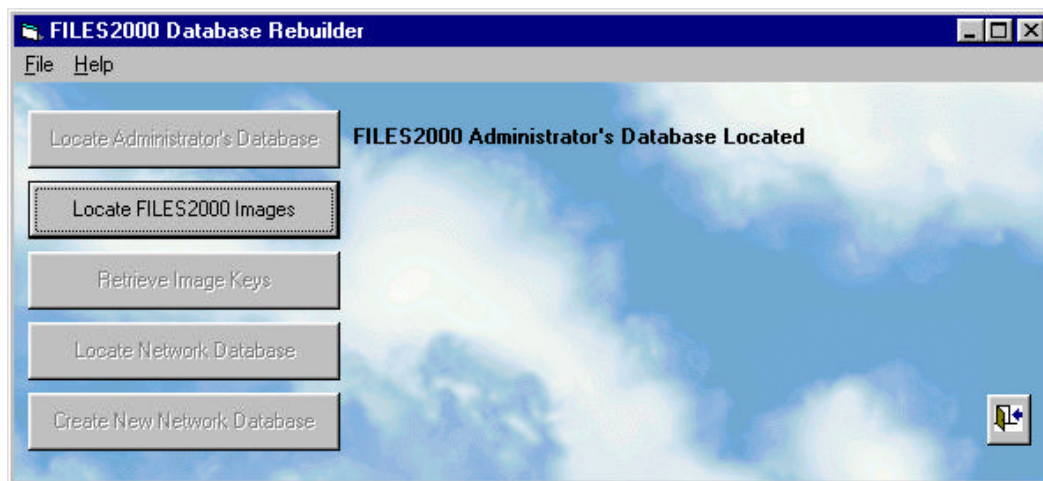 FILES2000 Database Rebuilder
File Help
Locate Administrator's Database
FILES2000 Administrator's Database Located
Locate FILES2000 Images
Retrieve Image Keys
Locate Network Database
Create New Network Database